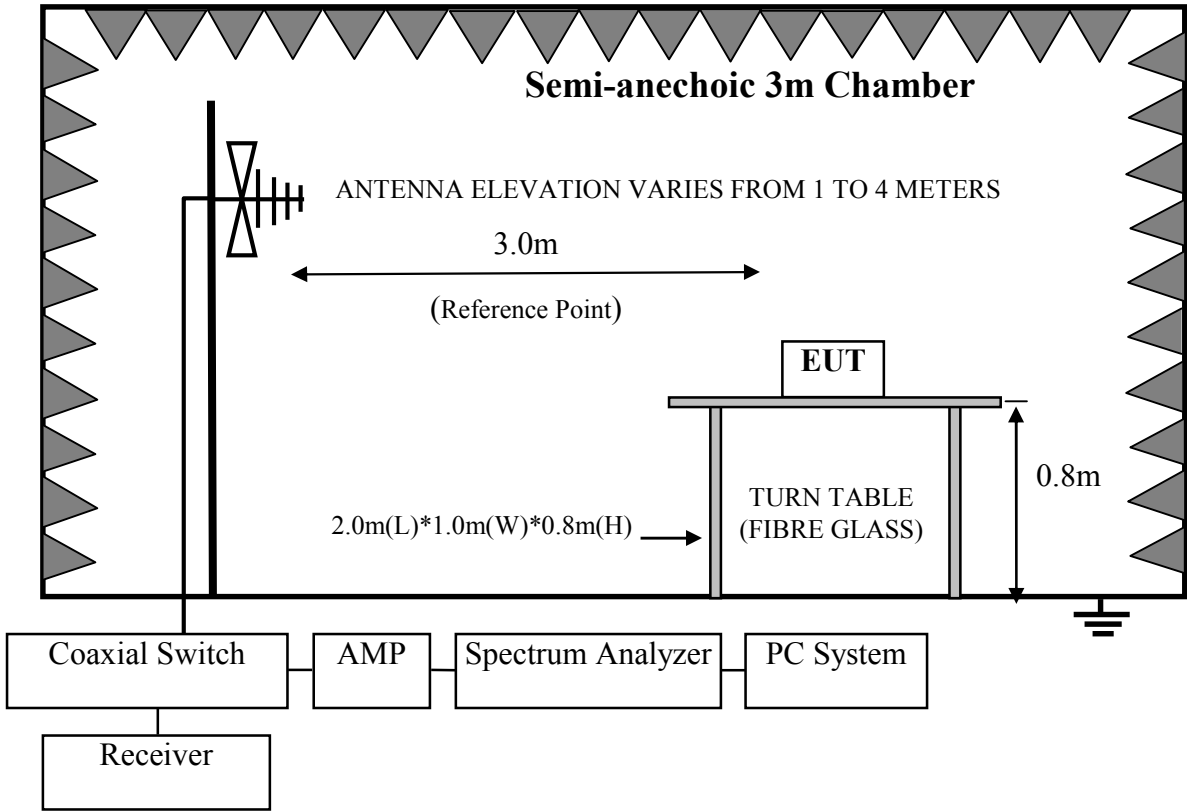 Semi-anechoic 3m Chamber
ANTENNA ELEVATION VARIES FROM 1 TO 4 METERS
3.0m
(Reference Point)
EUT
0.8m
TURN TABLE
(FIBRE GLASS)
2.0m(L)*1.0m(W)*0.8m(H)
Coaxial Switch
AMP
Spectrum Analyzer
PC System
Receiver